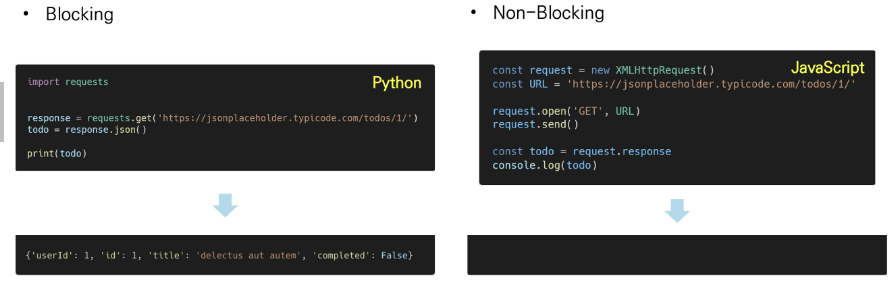 • Blocking
Python
import requests
response = requests.get('https://jsonplaceholder.typicode.com/todos/1/')
todo = response.json()
print(todo)
{'userId': 1, 'id': 1, 'title': 'delectus aut autem', 'completed': False}
• Non-Blocking
JavaScript
const request = new XMLHttpRequest()
const URL = 'https://jsonplaceholder.typicode.com/todos/1/'
request.open('GET', URL)
request.send()
const todo = request.response
console.log(todo)